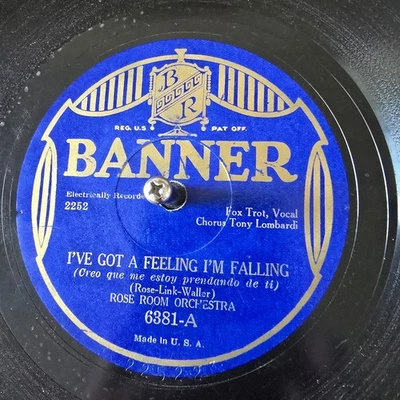 B
R
REG. U.S. PAT. OFF.
BANNER
Electrically Recorded
2252
Fox Trot, Vocal
Chorus Tony Lombardi
I'VE GOT A FEELING I'M FALLING
(Creo que me estoy prendando de ti)
(Rose-Link-Waller)
ROSE ROOM ORCHESTRA
6381-A
Made in U. S. A.